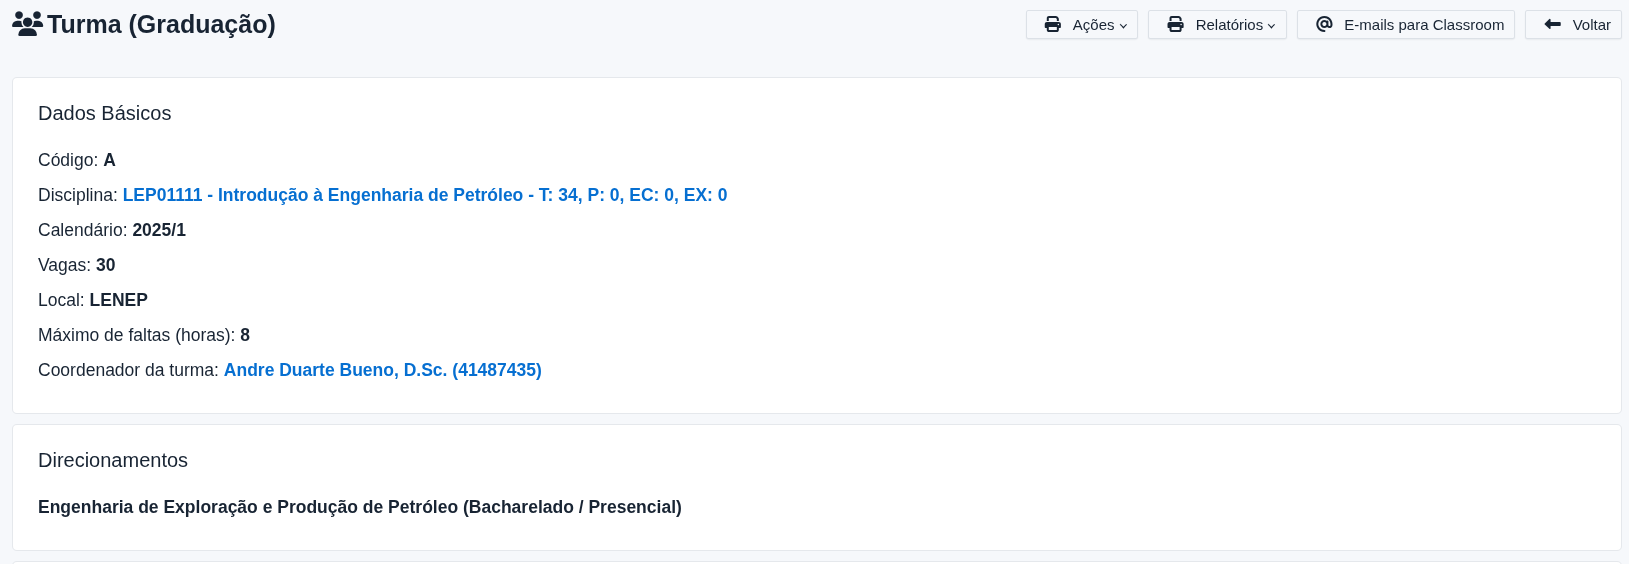 Turma (Graduação)
Ações
Relatórios
E-mails para Classroom
Voltar
Dados Básicos
Código: A
Disciplina: LEP01111 - Introdução à Engenharia de Petróleo - T: 34, P: 0, EC: 0, EX: 0
Calendário: 2025/1
Vagas: 30
Local: LENEP
Máximo de faltas (horas): 8
Coordenador da turma: Andre Duarte Bueno, D.Sc. (41487435)
Direcionamentos
Engenharia de Exploração e Produção de Petróleo (Bacharelado / Presencial)